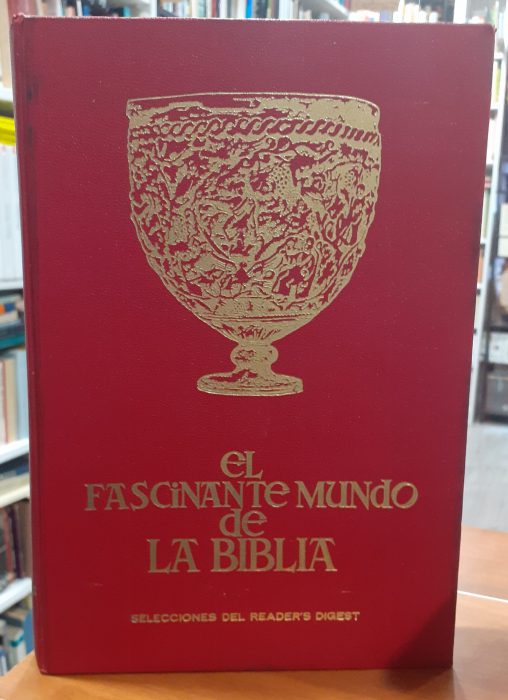 el
FASCiNANTe MUNDO
de
LA BIBLIA
SELECCIONES DEL READER'S DIGEST